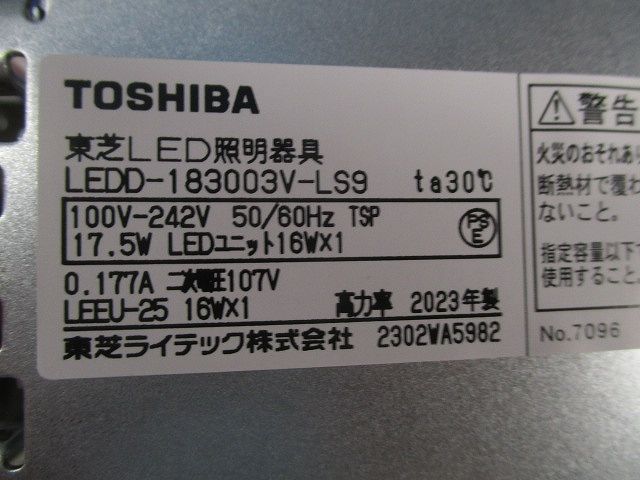 TOSHIBA
東芝LED照明器具
LEDD-183003V-LS9 ta30℃
100V-242V 50/60Hz TSP
17.5W LEDユニット16WX1
PSE
0.177A 二次電圧107V
LEEU-25 16WX1 高力率 2023年製
東芝ライテック株式会社 2302WA5982
警告
火災のおそれあり
断熱材で覆わ
ないこと。
指定容量以下
使用すること。
No.7096